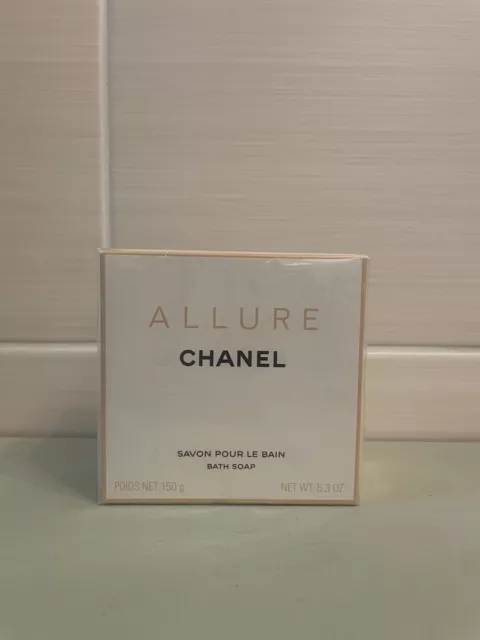 ALLURE
CHANEL
SAVON POUR LE BAIN
BATH SOAP
POIDS NET 150 g NET WT. 5.3 OZ